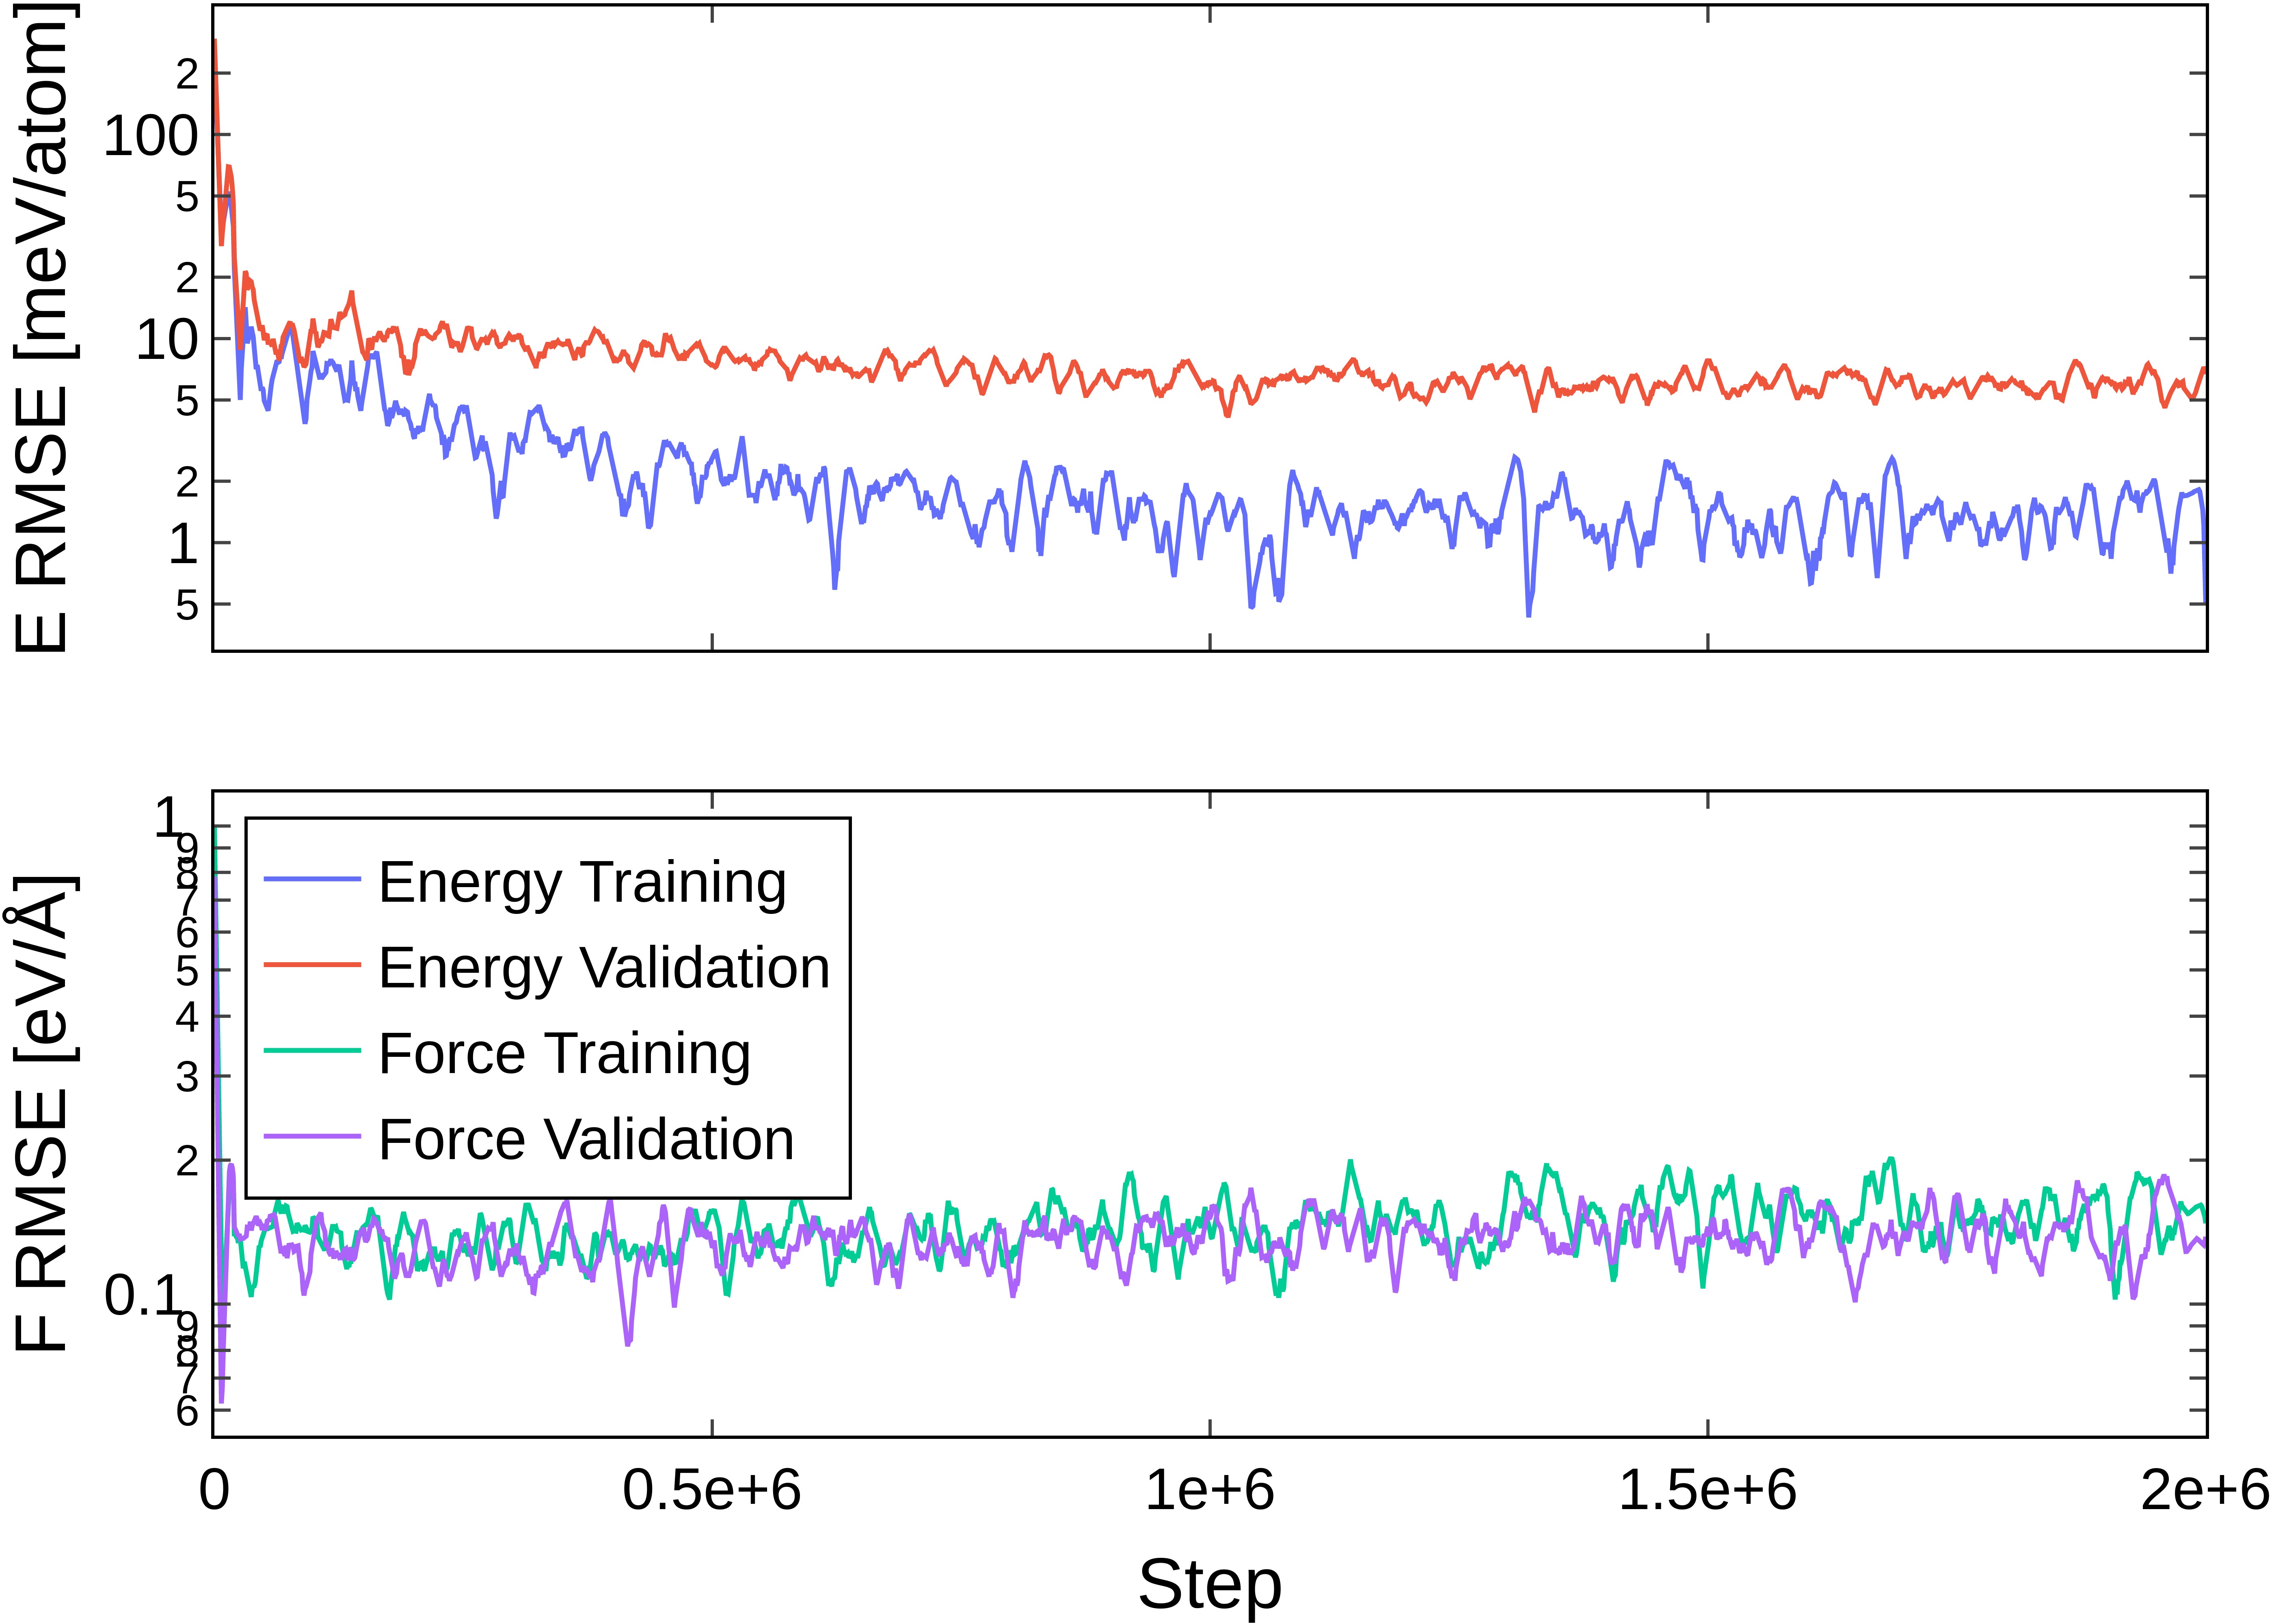 E RMSE [meV/atom]
2
100
5
2
10
5
2
1
5
F RMSE [eV/Å]
1
9
8
7
6
5
4
3
2
0.1
9
8
7
6
Energy Training
Energy Validation
Force Training
Force Validation
0 0.5e+6 1e+6 1.5e+6 2e+6
Step